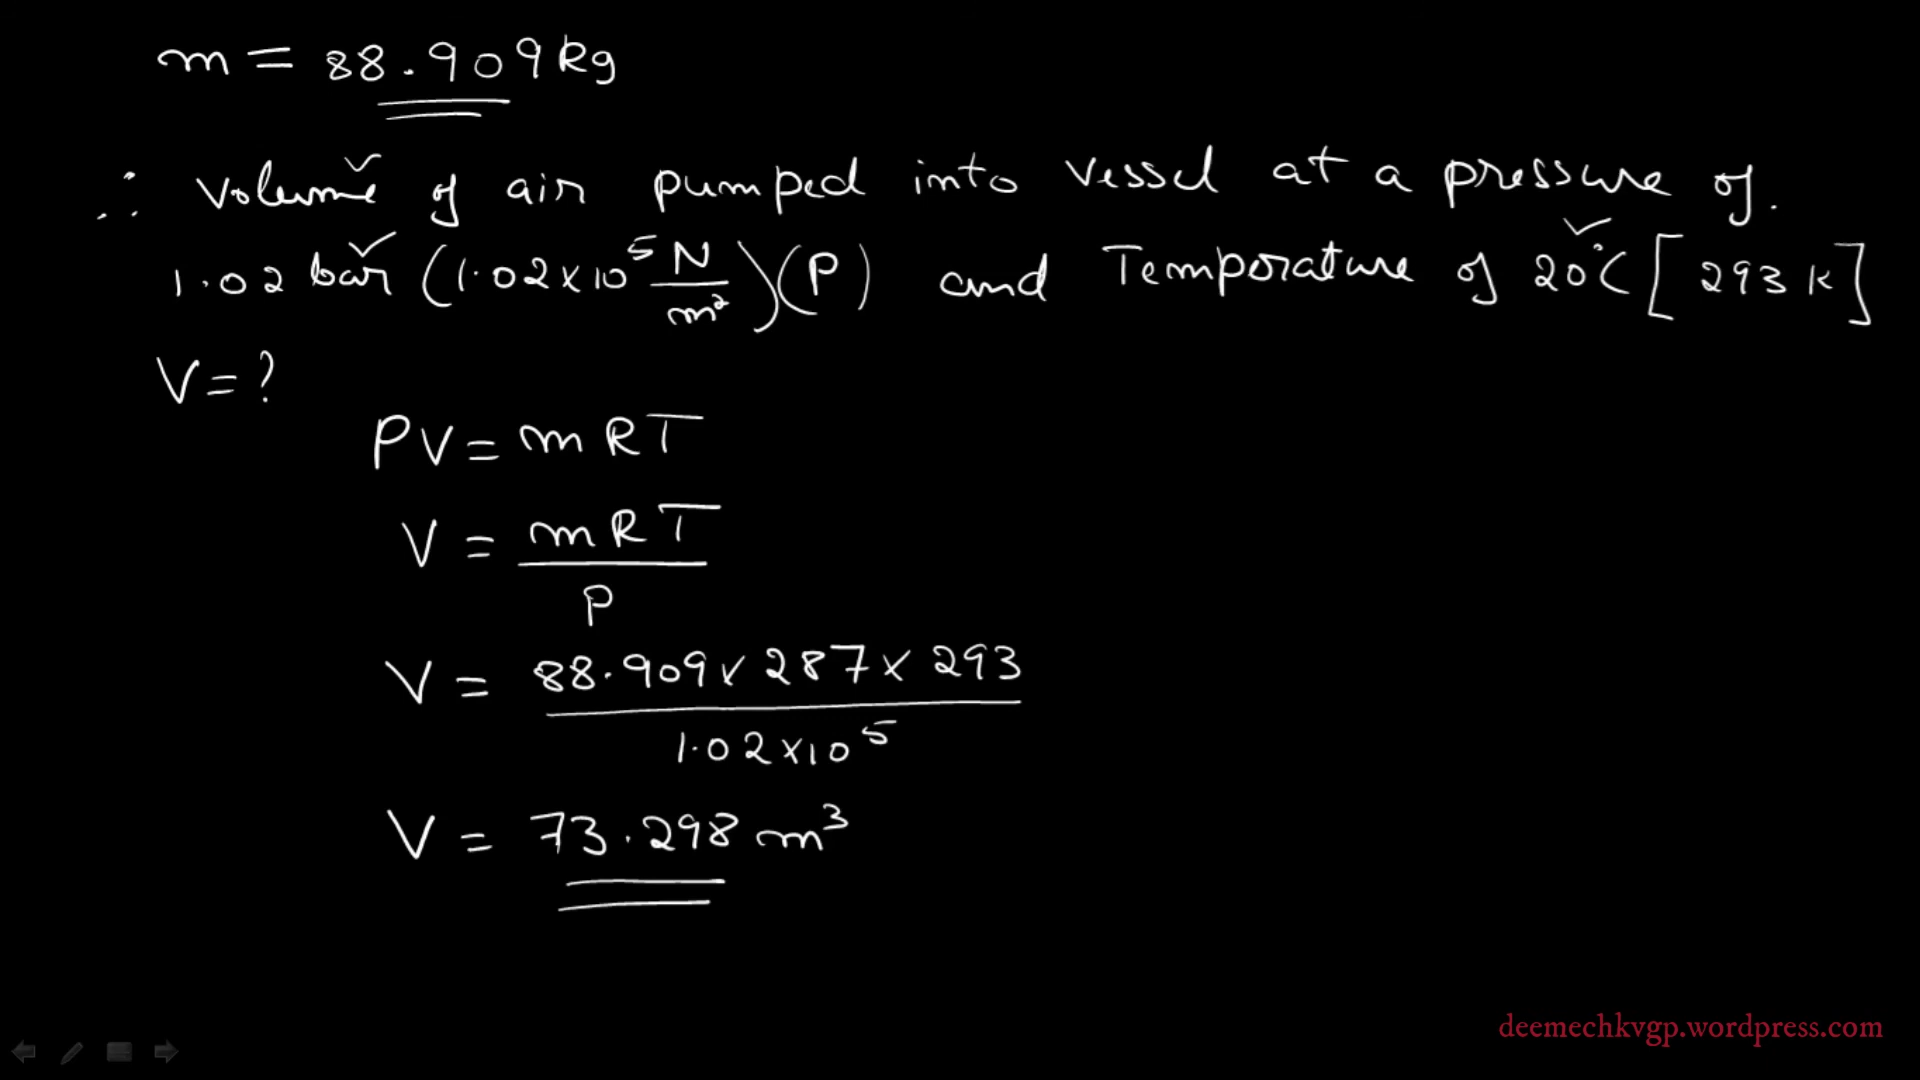 m = 88.909 kg
∴ Volume of air pumped into vessel at a pressure of
1.02 bar (1.02×10⁵ N/m²)(P) and Temperature of 20°C [293 K]
V = ?
PV = mRT
V = mRT/P
V = 88.909 × 287 × 293 / 1.02×10⁵
V = 73.298 m³
deemechkvgp.wordpress.com